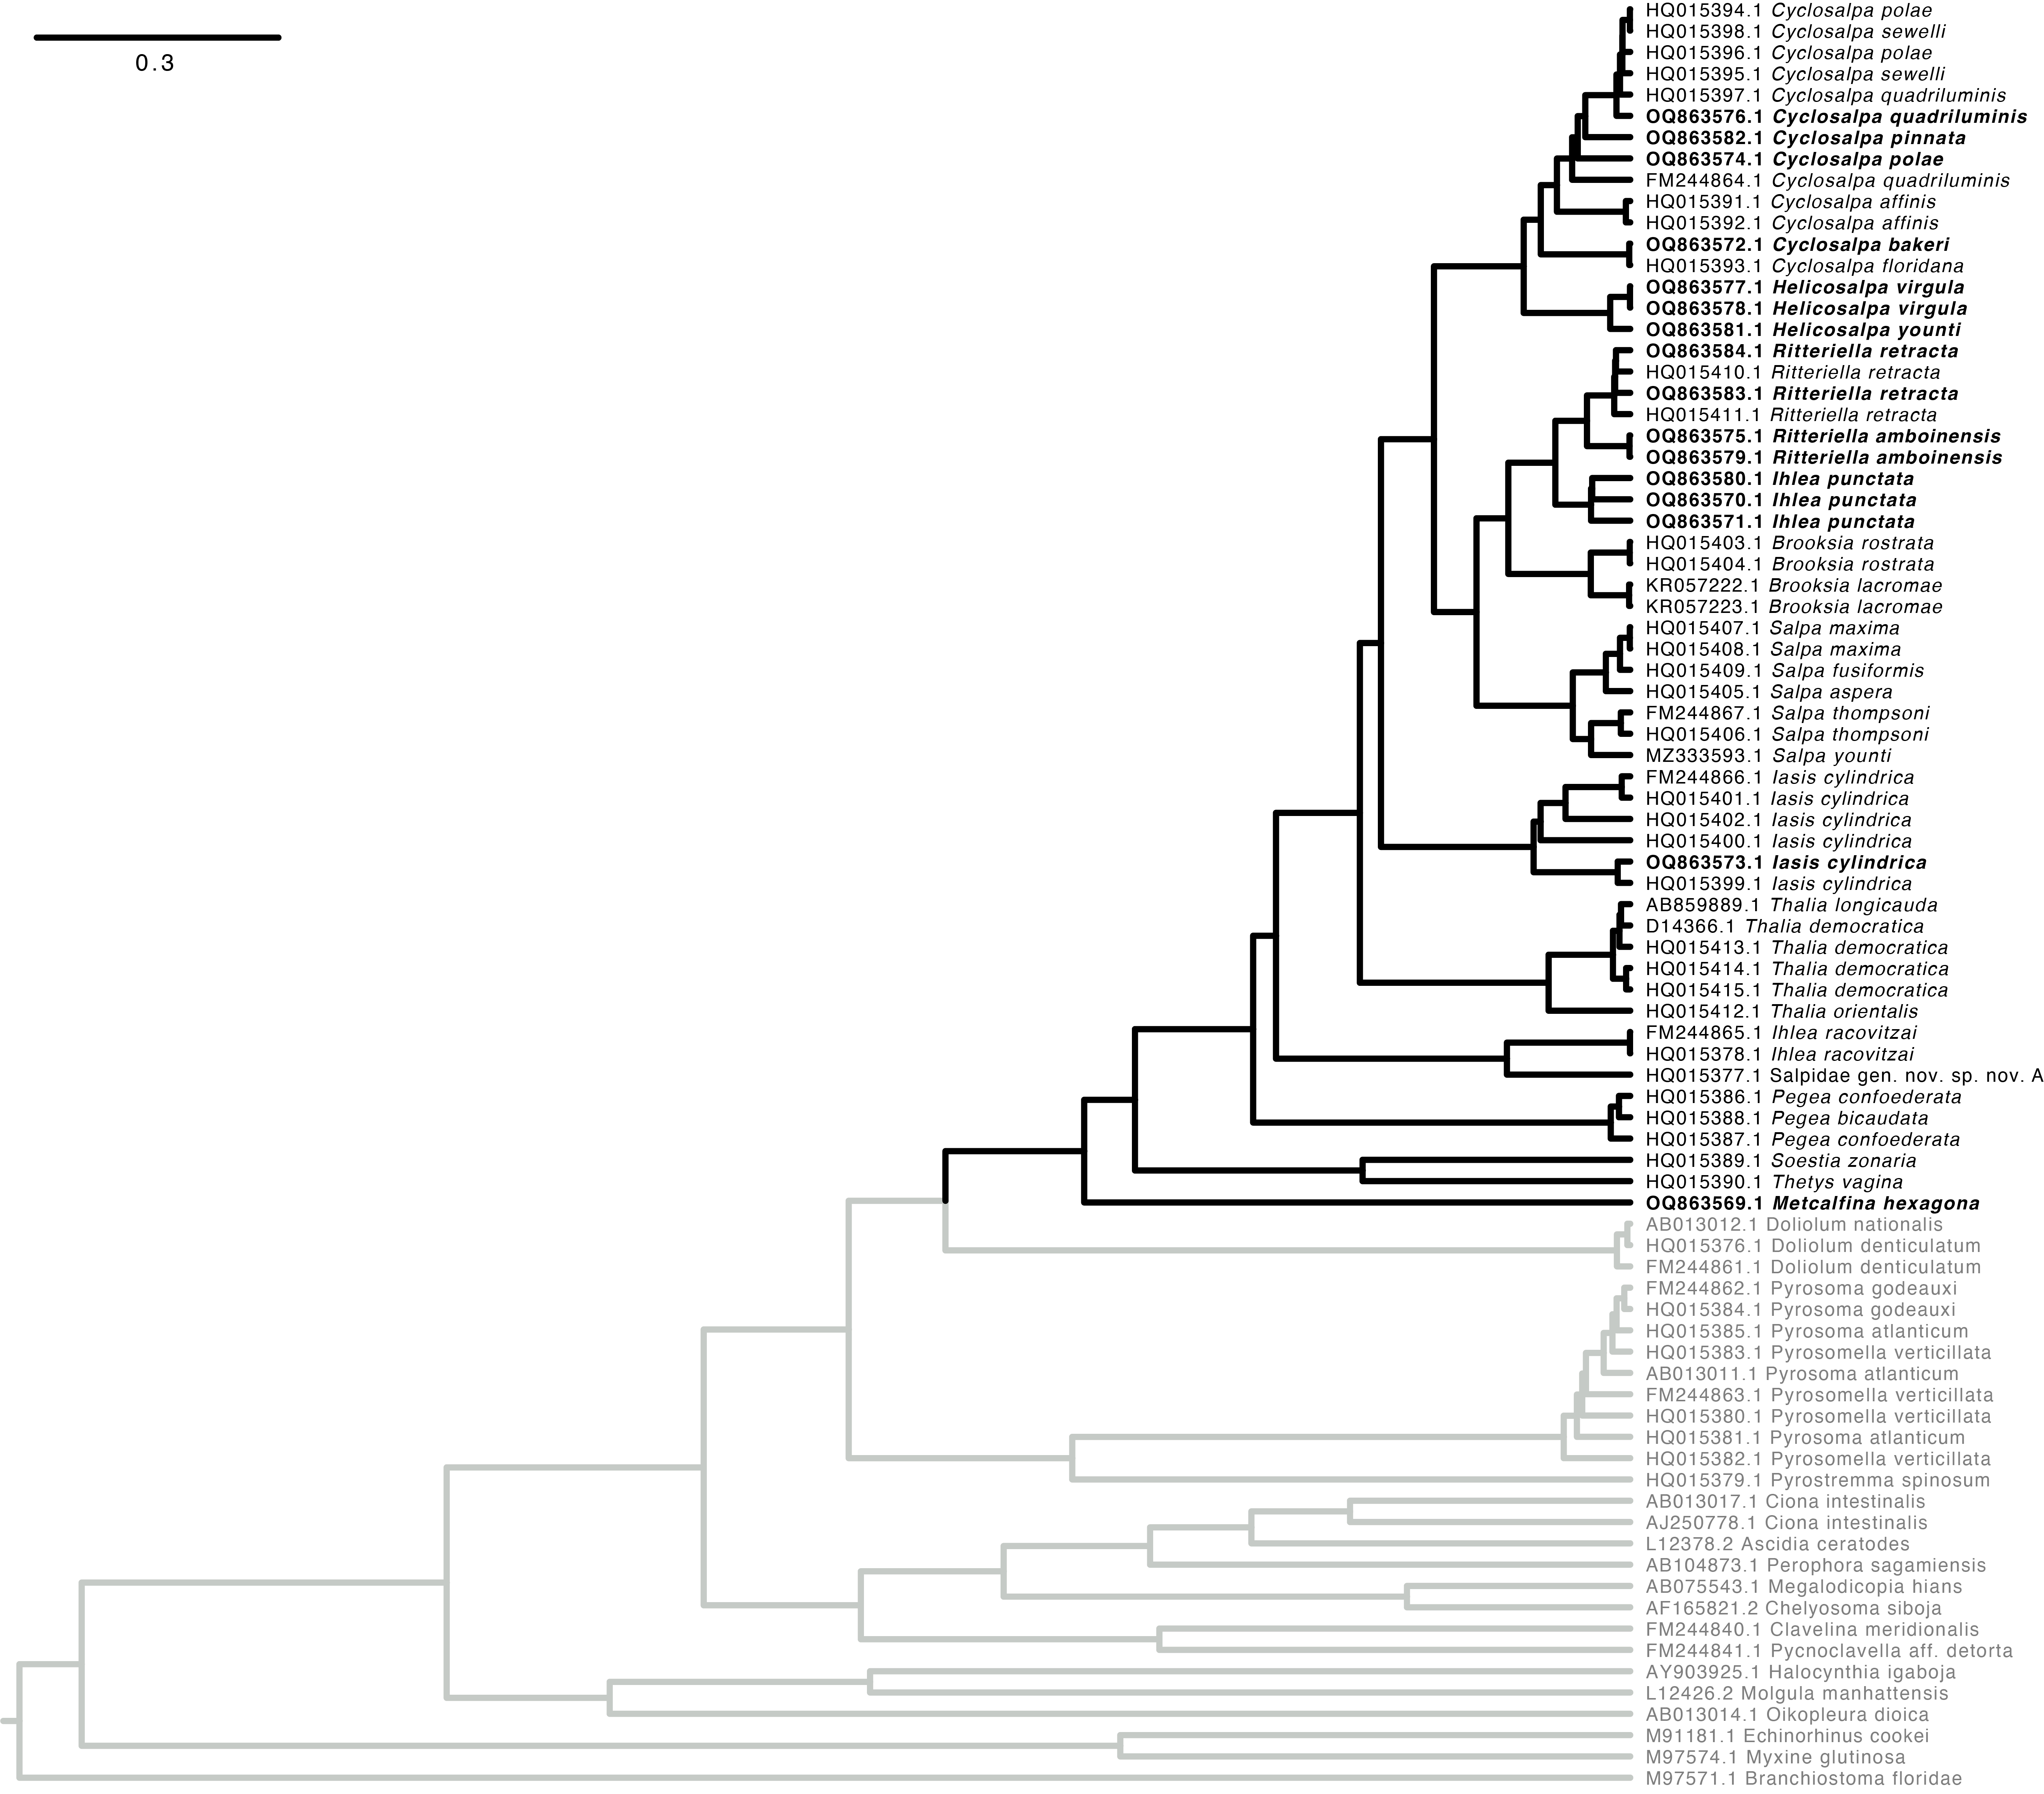 0.3
HQ015394.1 Cyclosalpa polae
HQ015398.1 Cyclosalpa sewelli
HQ015396.1 Cyclosalpa polae
HQ015395.1 Cyclosalpa sewelli
HQ015397.1 Cyclosalpa quadriluminis
OQ863576.1 Cyclosalpa quadriluminis
OQ863582.1 Cyclosalpa pinnata
OQ863574.1 Cyclosalpa polae
FM244864.1 Cyclosalpa quadriluminis
HQ015391.1 Cyclosalpa affinis
HQ015392.1 Cyclosalpa affinis
OQ863572.1 Cyclosalpa bakeri
HQ015393.1 Cyclosalpa floridana
OQ863577.1 Helicosalpa virgula
OQ863578.1 Helicosalpa virgula
OQ863581.1 Helicosalpa younti
OQ863584.1 Ritteriella retracta
HQ015410.1 Ritteriella retracta
OQ863583.1 Ritteriella retracta
HQ015411.1 Ritteriella retracta
OQ863575.1 Ritteriella amboinensis
OQ863579.1 Ritteriella amboinensis
OQ863580.1 Ihlea punctata
OQ863570.1 Ihlea punctata
OQ863571.1 Ihlea punctata
HQ015403.1 Brooksia rostrata
HQ015404.1 Brooksia rostrata
KR057222.1 Brooksia lacromae
KR057223.1 Brooksia lacromae
HQ015407.1 Salpa maxima
HQ015408.1 Salpa maxima
HQ015409.1 Salpa fusiformis
HQ015405.1 Salpa aspera
FM244867.1 Salpa thompsoni
HQ015406.1 Salpa thompsoni
MZ333593.1 Salpa younti
FM244866.1 Iasis cylindrica
HQ015401.1 Iasis cylindrica
HQ015402.1 Iasis cylindrica
HQ015400.1 Iasis cylindrica
OQ863573.1 Iasis cylindrica
HQ015399.1 Iasis cylindrica
AB859889.1 Thalia longicauda
D14366.1 Thalia democratica
HQ015413.1 Thalia democratica
HQ015414.1 Thalia democratica
HQ015415.1 Thalia democratica
HQ015412.1 Thalia orientalis
FM244865.1 Ihlea racovitzai
HQ015378.1 Ihlea racovitzai
HQ015377.1 Salpidae gen. nov. sp. nov. A
HQ015386.1 Pegea confoederata
HQ015388.1 Pegea bicaudata
HQ015387.1 Pegea confoederata
HQ015389.1 Soestia zonaria
HQ015390.1 Thetys vagina
OQ863569.1 Metcalfina hexagona
AB013012.1 Doliolum nationalis
HQ015376.1 Doliolum denticulatum
FM244861.1 Doliolum denticulatum
FM244862.1 Pyrosoma godeauxi
HQ015384.1 Pyrosoma godeauxi
HQ015385.1 Pyrosoma atlanticum
HQ015383.1 Pyrosomella verticillata
AB013011.1 Pyrosoma atlanticum
FM244863.1 Pyrosomella verticillata
HQ015380.1 Pyrosomella verticillata
HQ015381.1 Pyrosoma atlanticum
HQ015382.1 Pyrosomella verticillata
HQ015379.1 Pyrostremma spinosum
AB013017.1 Ciona intestinalis
AJ250778.1 Ciona intestinalis
L12378.2 Ascidia ceratodes
AB104873.1 Perophora sagamiensis
AB075543.1 Megalodicopia hians
AF165821.2 Chelyosoma siboja
FM244840.1 Clavelina meridionalis
FM244841.1 Pycnoclavella aff. detorta
AY903925.1 Halocynthia igaboja
L12426.2 Molgula manhattensis
AB013014.1 Oikopleura dioica
M91181.1 Echinorhinus cookei
M97574.1 Myxine glutinosa
M97571.1 Branchiostoma floridae